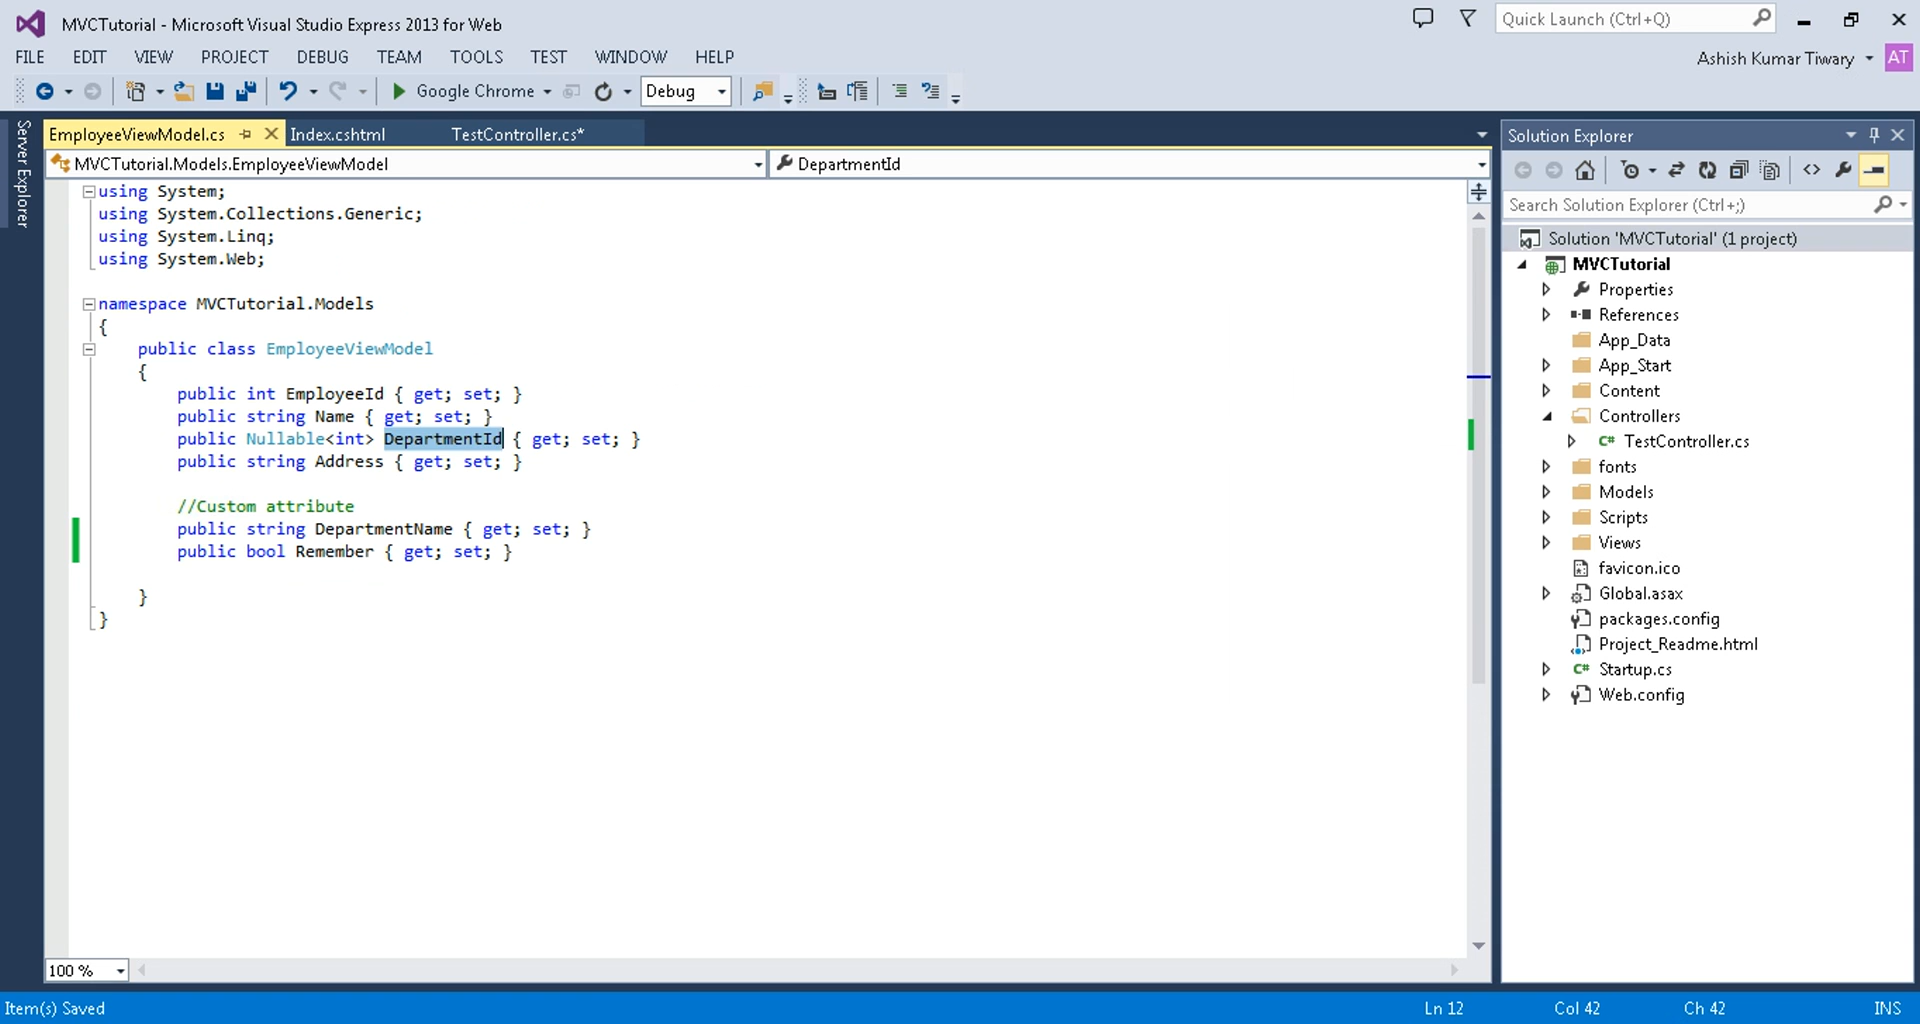 MVCTutorial - Microsoft Visual Studio Express 2013 for Web
Quick Launch (Ctrl+Q)
FILE EDIT VIEW PROJECT DEBUG TEAM TOOLS TEST WINDOW HELP
Ashish Kumar Tiwary AT
Google Chrome Debug
Server Explorer
EmployeeViewModel.cs Index.cshtml TestController.cs*
MVCTutorial.Models.EmployeeViewModel DepartmentId
using System;
using System.Collections.Generic;
using System.Linq;
using System.Web;
namespace MVCTutorial.Models
{
public class EmployeeViewModel
{
public int EmployeeId { get; set; }
public string Name { get; set; }
public Nullable<int> DepartmentId { get; set; }
public string Address { get; set; }
//Custom attribute
public string DepartmentName { get; set; }
public bool Remember { get; set; }
}
}
100 %
Solution Explorer
Search Solution Explorer (Ctrl+;)
Solution 'MVCTutorial' (1 project)
MVCTutorial
Properties
References
App_Data
App_Start
Content
Controllers
C# TestController.cs
fonts
Models
Scripts
Views
favicon.ico
Global.asax
packages.config
Project_Readme.html
C# Startup.cs
Web.config
Item(s) Saved Ln 12 Col 42 Ch 42 INS